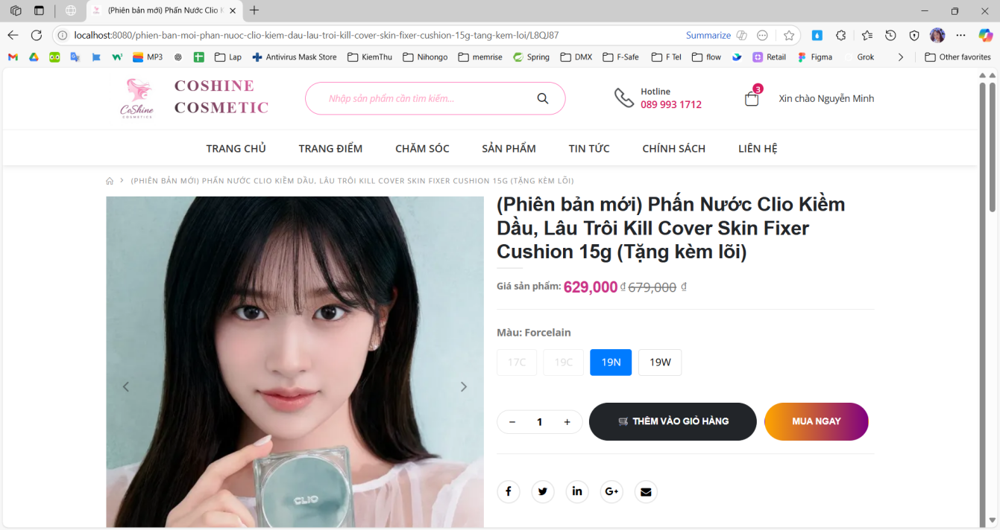 (Phiên bản mới) Phấn Nước Clio K
localhost:8080/phien-ban-moi-phan-nuoc-clio-kiem-dau-lau-troi-kill-cover-skin-fixer-cushion-15g-tang-kem-loi/L8QJ87
Summarize
MP3
Lap
Antivirus Mask Store
KiemThu
Nihongo
memrise
Spring
DMX
F-Safe
F Tel
flow
Retail
Figma
Grok
Other favorites
CoShine
COSMETICS
COSHINE
COSMETIC
Nhập sản phẩm cần tìm kiếm...
Hotline
089 993 1712
3
Xin chào Nguyễn Minh
TRANG CHỦ
TRANG ĐIỂM
CHĂM SÓC
SẢN PHẨM
TIN TỨC
CHÍNH SÁCH
LIÊN HỆ
(PHIÊN BẢN MỚI) PHẤN NƯỚC CLIO KIỀM DẦU, LÂU TRÔI KILL COVER SKIN FIXER CUSHION 15G (TẶNG KÈM LÕI)
(Phiên bản mới) Phấn Nước Clio Kiềm
Dầu, Lâu Trôi Kill Cover Skin Fixer
Cushion 15g (Tặng kèm lõi)
Giá sản phẩm: 629,000 ₫ 679,000 ₫
Màu: Forcelain
17C
19C
19N
19W
− 1 +
THÊM VÀO GIỎ HÀNG
MUA NGAY
G+
CLIO